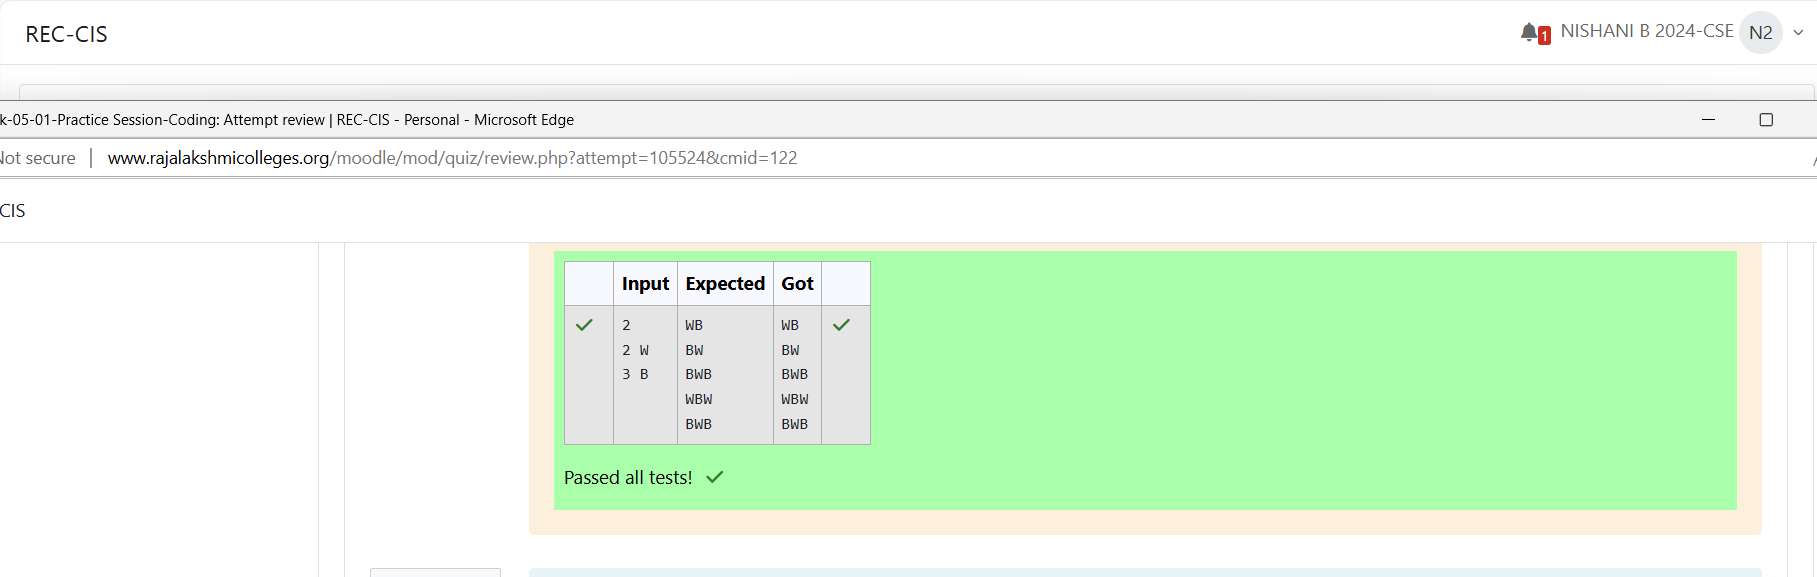 REC-CIS
1 NISHANI B 2024-CSE N2
k-05-01-Practice Session-Coding: Attempt review | REC-CIS - Personal - Microsoft Edge
Not secure | www.rajalakshmicolleges.org/moodle/mod/quiz/review.php?attempt=105524&cmid=122
CIS
Input Expected Got
2 WB WB
2 W BW BW
3 B BWB BWB
WBW WBW
BWB BWB
Passed all tests!